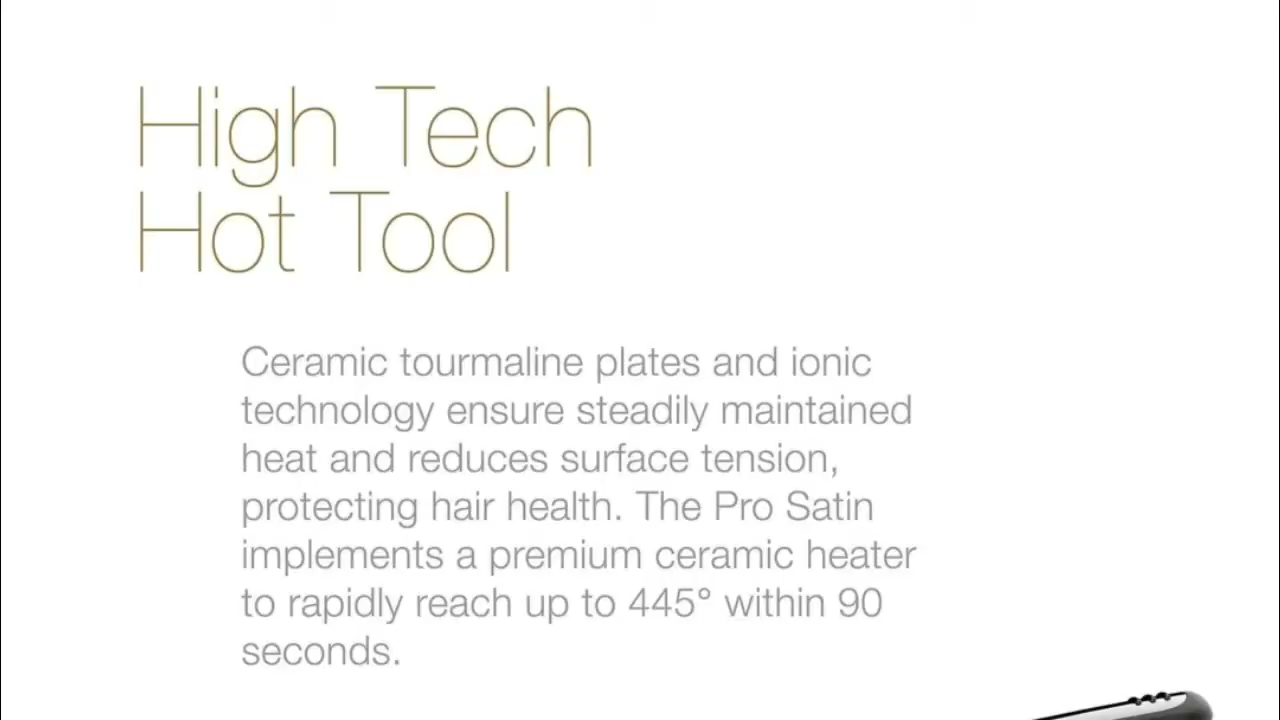 High Tech
Hot Tool
Ceramic tourmaline plates and ionic
technology ensure steadily maintained
heat and reduces surface tension,
protecting hair health. The Pro Satin
implements a premium ceramic heater
to rapidly reach up to 445° within 90
seconds.